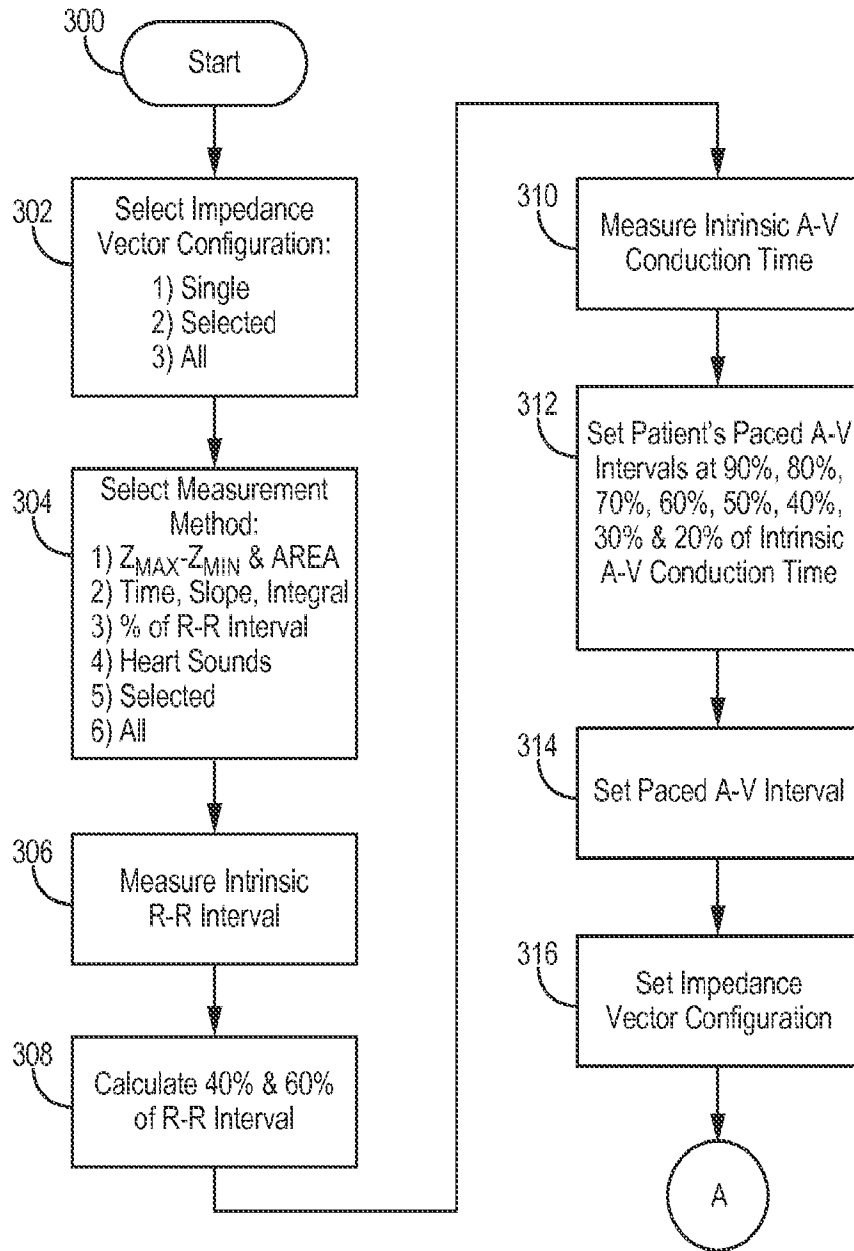 300
Start
302
Select Impedance
Vector Configuration:
1) Single
2) Selected
3) All
304
Select Measurement
Method:
1) ZMAX-ZMIN & AREA
2) Time, Slope, Integral
3) % of R-R Interval
4) Heart Sounds
5) Selected
6) All
306
Measure Intrinsic
R-R Interval
308
Calculate 40% & 60%
of R-R Interval
310
Measure Intrinsic A-V
Conduction Time
312
Set Patient's Paced A-V
Intervals at 90%, 80%,
70%, 60%, 50%, 40%,
30% & 20% of Intrinsic
A-V Conduction Time
314
Set Paced A-V Interval
316
Set Impedance
Vector Configuration
A